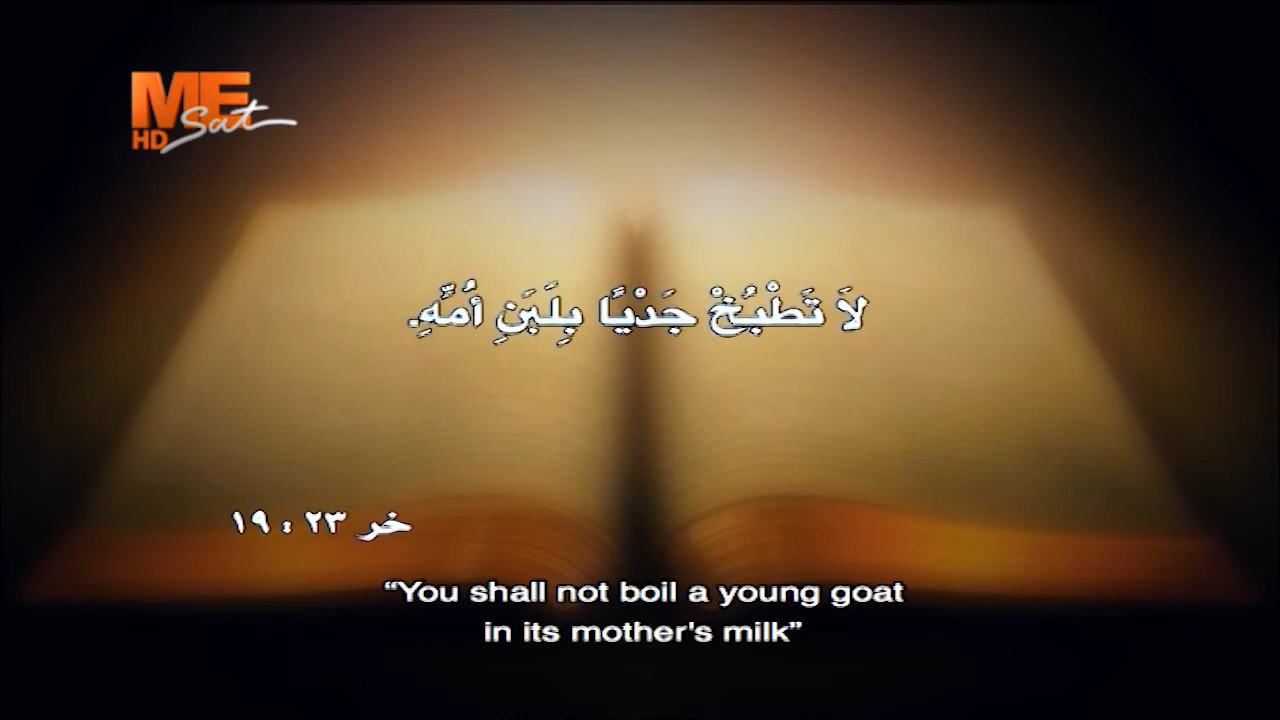 ME
HD Sat
لاَ تَطْبُخْ جَدْيًا بِلَبَنِ أُمِّهِ.
خر ٢٣ : ١٩
“You shall not boil a young goat
in its mother's milk”